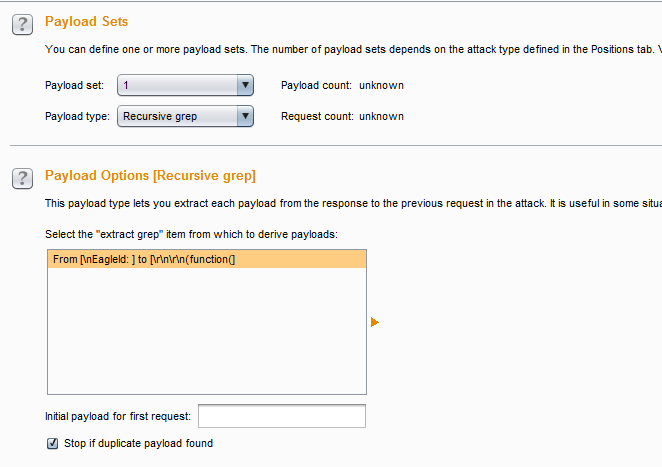 Payload Sets
You can define one or more payload sets. The number of payload sets depends on the attack type defined in the Positions tab.
Payload set: 1 Payload count: unknown
Payload type: Recursive grep Request count: unknown
Payload Options [Recursive grep]
This payload type lets you extract each payload from the response to the previous request in the attack. It is useful in some
Select the "extract grep" item from which to derive payloads:
From [\nEagleId: ] to [\r\n\r\n(function(]
Initial payload for first request:
Stop if duplicate payload found